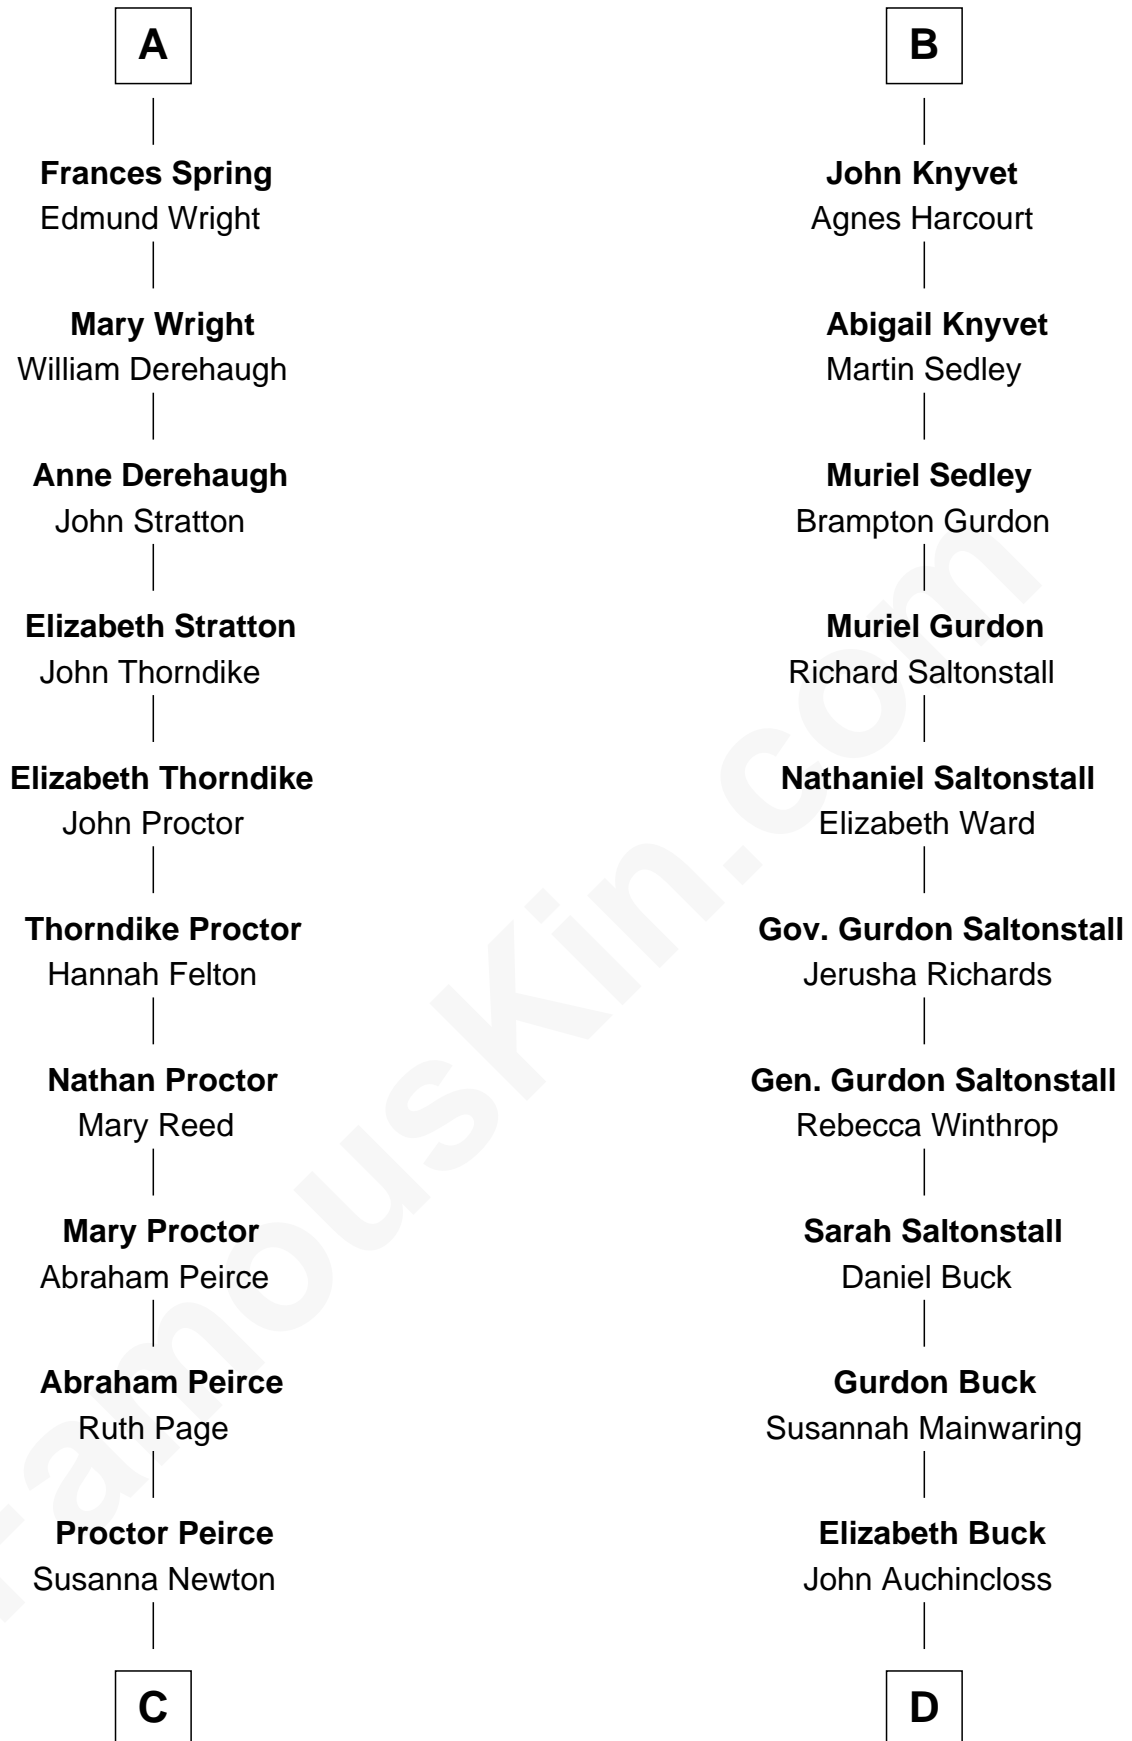 A
Frances Spring
Edmund Wright
Mary Wright
William Derehaugh
Anne Derehaugh
John Stratton
Elizabeth Stratton
John Thorndike
Elizabeth Thorndike
John Proctor
Thorndike Proctor
Hannah Felton
Nathan Proctor
Mary Reed
Mary Proctor
Abraham Peirce
Abraham Peirce
Ruth Page
Proctor Peirce
Susanna Newton
C
B
John Knyvet
Agnes Harcourt
Abigail Knyvet
Martin Sedley
Muriel Sedley
Brampton Gurdon
Muriel Gurdon
Richard Saltonstall
Nathaniel Saltonstall
Elizabeth Ward
Gov. Gurdon Saltonstall
Jerusha Richards
Gen. Gurdon Saltonstall
Rebecca Winthrop
Sarah Saltonstall
Daniel Buck
Gurdon Buck
Susannah Mainwaring
Elizabeth Buck
John Auchincloss
D
FamousKin.com